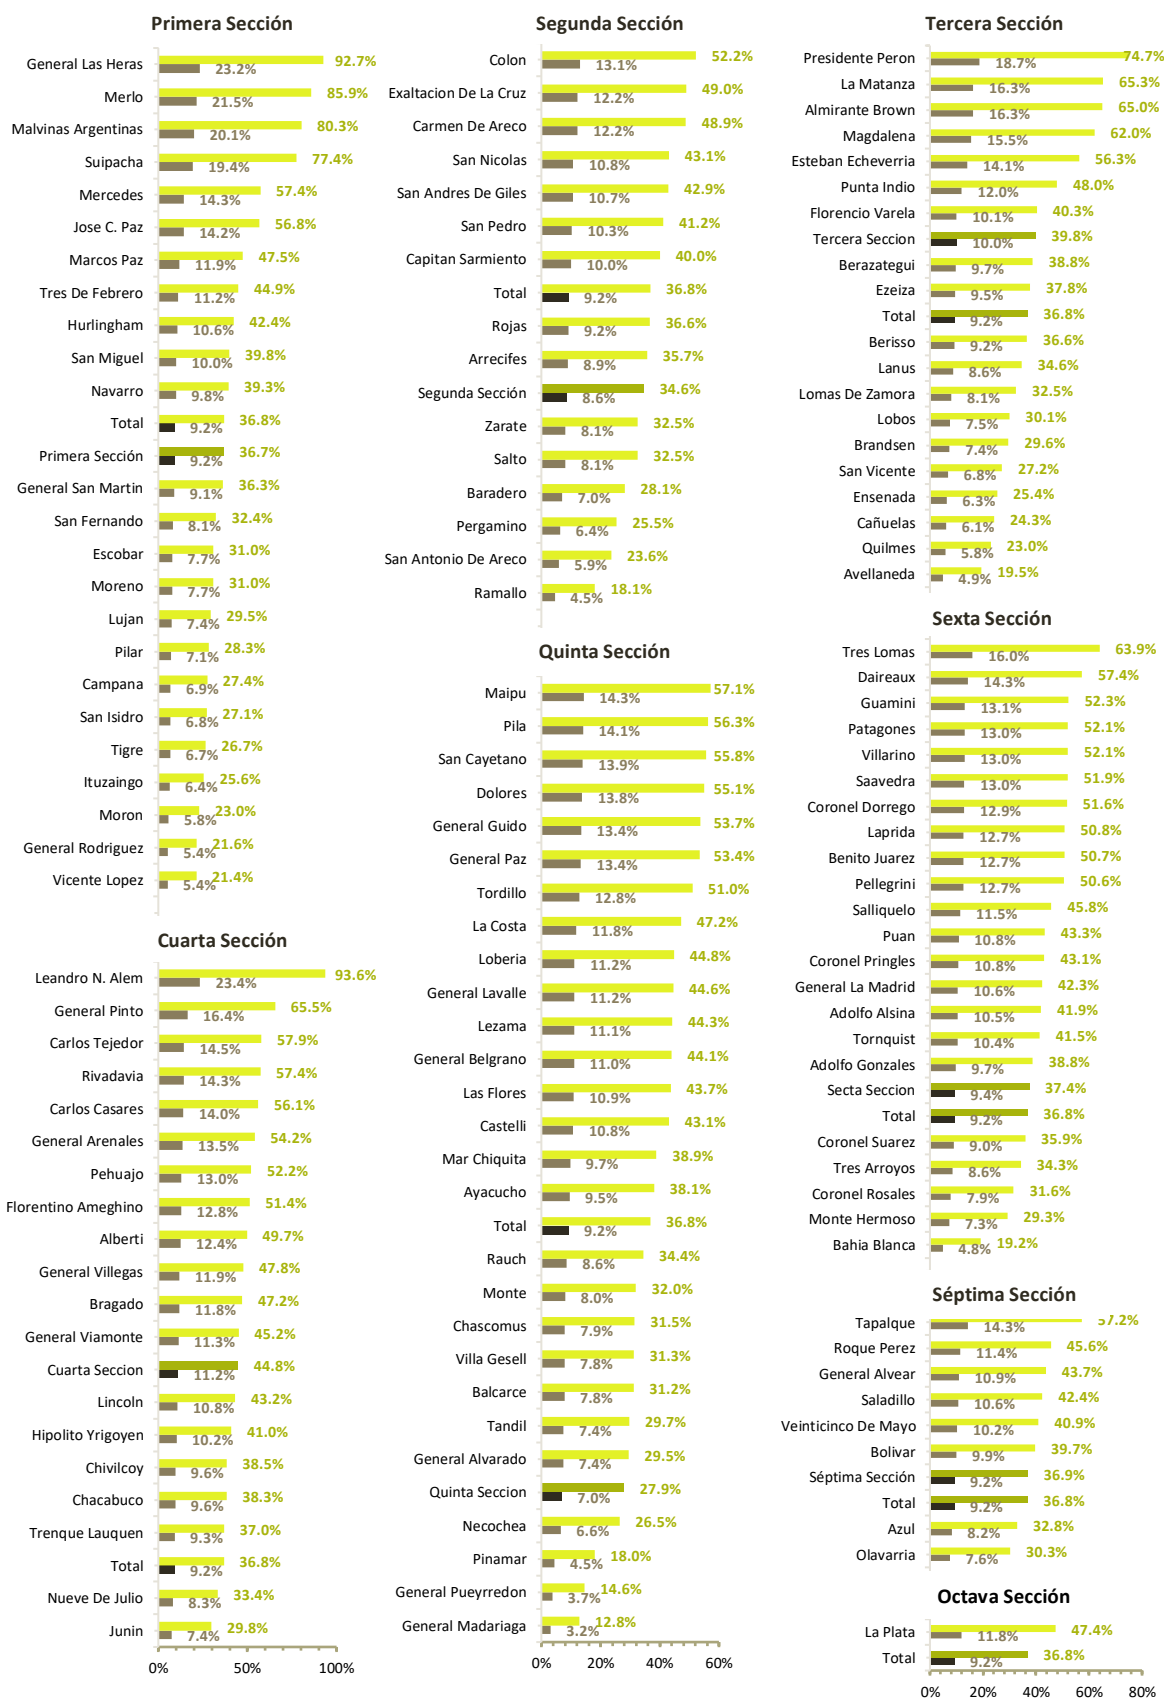 Primera Sección
General Las Heras 92.7%
23.2%
Merlo 85.9%
21.5%
Malvinas Argentinas 80.3%
20.1%
Suipacha 77.4%
19.4%
Mercedes 57.4%
14.3%
Jose C. Paz 56.8%
14.2%
Marcos Paz 47.5%
11.9%
Tres De Febrero 44.9%
11.2%
Hurlingham 42.4%
10.6%
San Miguel 39.8%
10.0%
Navarro 39.3%
9.8%
Total 36.8%
9.2%
Primera Sección 36.7%
9.2%
General San Martin 36.3%
9.1%
San Fernando 32.4%
8.1%
Escobar 31.0%
7.7%
Moreno 31.0%
7.7%
Lujan 29.5%
7.4%
Pilar 28.3%
7.1%
Campana 27.4%
6.9%
San Isidro 27.1%
6.8%
Tigre 26.7%
6.7%
Ituzaingo 25.6%
6.4%
Moron 23.0%
5.8%
General Rodriguez 21.6%
5.4%
Vicente Lopez 21.4%
5.4%
Cuarta Sección
Leandro N. Alem 93.6%
23.4%
General Pinto 65.5%
16.4%
Carlos Tejedor 57.9%
14.5%
Rivadavia 57.4%
14.3%
Carlos Casares 56.1%
14.0%
General Arenales 54.2%
13.5%
Pehuajo 52.2%
13.0%
Florentino Ameghino 51.4%
12.8%
Alberti 49.7%
12.4%
General Villegas 47.8%
11.9%
Bragado 47.2%
11.8%
General Viamonte 45.2%
11.3%
Cuarta Seccion 44.8%
11.2%
Lincoln 43.2%
10.8%
Hipolito Yrigoyen 41.0%
10.2%
Chivilcoy 38.5%
9.6%
Chacabuco 38.3%
9.6%
Trenque Lauquen 37.0%
9.3%
Total 36.8%
9.2%
Nueve De Julio 33.4%
8.3%
Junin 29.8%
7.4%
0% 50% 100%
Segunda Sección
Colon 52.2%
13.1%
Exaltacion De La Cruz 49.0%
12.2%
Carmen De Areco 48.9%
12.2%
San Nicolas 43.1%
10.8%
San Andres De Giles 42.9%
10.7%
San Pedro 41.2%
10.3%
Capitan Sarmiento 40.0%
10.0%
Total 36.8%
9.2%
Rojas 36.6%
9.2%
Arrecifes 35.7%
8.9%
Segunda Sección 34.6%
8.6%
Zarate 32.5%
8.1%
Salto 32.5%
8.1%
Baradero 28.1%
7.0%
Pergamino 25.5%
6.4%
San Antonio De Areco 23.6%
5.9%
Ramallo 18.1%
4.5%
Quinta Sección
Maipu 57.1%
14.3%
Pila 56.3%
14.1%
San Cayetano 55.8%
13.9%
Dolores 55.1%
13.8%
General Guido 53.7%
13.4%
General Paz 53.4%
13.4%
Tordillo 51.0%
12.8%
La Costa 47.2%
11.8%
Loberia 44.8%
11.2%
General Lavalle 44.6%
11.2%
Lezama 44.3%
11.1%
General Belgrano 44.1%
11.0%
Las Flores 43.7%
10.9%
Castelli 43.1%
10.8%
Mar Chiquita 38.9%
9.7%
Ayacucho 38.1%
9.5%
Total 36.8%
9.2%
Rauch 34.4%
8.6%
Monte 32.0%
8.0%
Chascomus 31.5%
7.9%
Villa Gesell 31.3%
7.8%
Balcarce 31.2%
7.8%
Tandil 29.7%
7.4%
General Alvarado 29.5%
7.4%
Quinta Seccion 27.9%
7.0%
Necochea 26.5%
6.6%
Pinamar 18.0%
4.5%
General Pueyrredon 14.6%
3.7%
General Madariaga 12.8%
3.2%
0% 20% 40% 60%
Tercera Sección
Presidente Peron 74.7%
18.7%
La Matanza 65.3%
16.3%
Almirante Brown 65.0%
16.3%
Magdalena 62.0%
15.5%
Esteban Echeverria 56.3%
14.1%
Punta Indio 48.0%
12.0%
Florencio Varela 40.3%
10.1%
Tercera Seccion 39.8%
10.0%
Berazategui 38.8%
9.7%
Ezeiza 37.8%
9.5%
Total 36.8%
9.2%
Berisso 36.6%
9.2%
Lanus 34.6%
8.6%
Lomas De Zamora 32.5%
8.1%
Lobos 30.1%
7.5%
Brandsen 29.6%
7.4%
San Vicente 27.2%
6.8%
Ensenada 25.4%
6.3%
Cañuelas 24.3%
6.1%
Quilmes 23.0%
5.8%
Avellaneda 19.5%
4.9%
Sexta Sección
Tres Lomas 63.9%
16.0%
Daireaux 57.4%
14.3%
Guamini 52.3%
13.1%
Patagones 52.1%
13.0%
Villarino 52.1%
13.0%
Saavedra 51.9%
13.0%
Coronel Dorrego 51.6%
12.9%
Laprida 50.8%
12.7%
Benito Juarez 50.7%
12.7%
Pellegrini 50.6%
12.7%
Salliquelo 45.8%
11.5%
Puan 43.3%
10.8%
Coronel Pringles 43.1%
10.8%
General La Madrid 42.3%
10.6%
Adolfo Alsina 41.9%
10.5%
Tornquist 41.5%
10.4%
Adolfo Gonzales 38.8%
9.7%
Secta Seccion 37.4%
9.4%
Total 36.8%
9.2%
Coronel Suarez 35.9%
9.0%
Tres Arroyos 34.3%
8.6%
Coronel Rosales 31.6%
7.9%
Monte Hermoso 29.3%
7.3%
Bahia Blanca 19.2%
4.8%
Séptima Sección
Tapalque 57.2%
14.3%
Roque Perez 45.6%
11.4%
General Alvear 43.7%
10.9%
Saladillo 42.4%
10.6%
Veinticinco De Mayo 40.9%
10.2%
Bolivar 39.7%
9.9%
Séptima Sección 36.9%
9.2%
Total 36.8%
9.2%
Azul 32.8%
8.2%
Olavarria 30.3%
7.6%
Octava Sección
La Plata 47.4%
11.8%
Total 36.8%
9.2%
0% 20% 40% 60% 80%